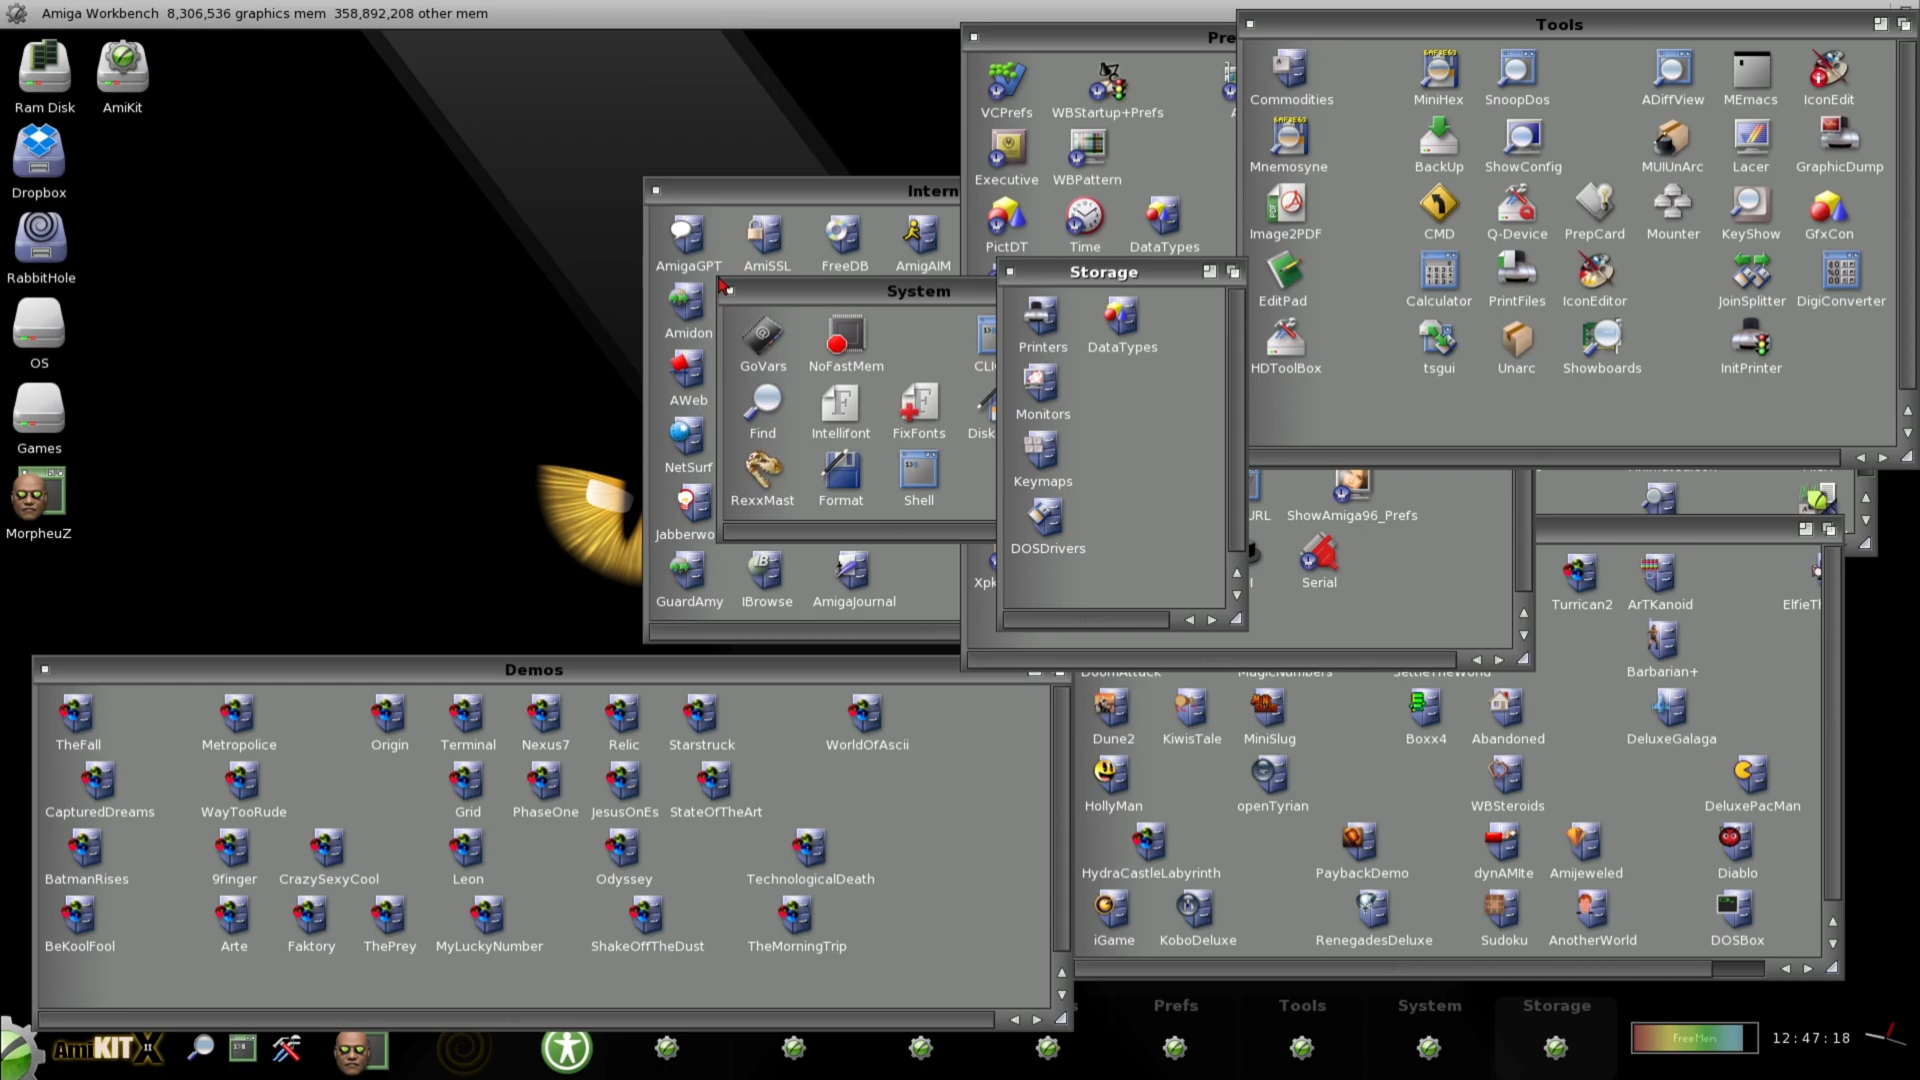 Amiga Workbench 8,306,536 graphics mem 358,892,208 other mem
Ram Disk
AmiKit
Dropbox
RabbitHole
OS
Games
MorpheuZ
Intern
AmigaGPT AmiSSL FreeDB AmigAIM
Amidon
AWeb
NetSurf
Jabberwo
GuardAmy IBrowse AmigaJournal
System
GoVars NoFastMem CLI
Find Intellifont FixFonts Disk
RexxMast Format Shell
Pre
VCPrefs WBStartup+Prefs
Executive WBPattern
PictDT Time DataTypes
Xpk
URL ShowAmiga96_Prefs
Serial
Storage
Printers DataTypes
Monitors
Keymaps
DOSDrivers
Tools
Commodities MiniHex SnoopDos ADiffView MEmacs IconEdit
Mnemosyne BackUp ShowConfig MUIUnArc Lacer GraphicDump
Image2PDF CMD Q-Device PrepCard Mounter KeyShow GfxCon
EditPad Calculator PrintFiles IconEditor JoinSplitter DigiConverter
HDToolBox tsgui Unarc Showboards InitPrinter
Turrican2 ArTKanoid ElfieTh
Barbarian+
DoomAttack MagicNumbers SettleTheWorld
Dune2 KiwisTale MiniSlug Boxx4 Abandoned DeluxeGalaga
HollyMan openTyrian WBSteroids DeluxePacMan
HydraCastleLabyrinth PaybackDemo dynAMIte Amijeweled Diablo
iGame KoboDeluxe RenegadesDeluxe Sudoku AnotherWorld DOSBox
Demos
TheFall Metropolice Origin Terminal Nexus7 Relic Starstruck WorldOfAscii
CapturedDreams WayTooRude Grid PhaseOne JesusOnEs StateOfTheArt
BatmanRises 9finger CrazySexyCool Leon Odyssey TechnologicalDeath
BeKoolFool Arte Faktory ThePrey MyLuckyNumber ShakeOffTheDust TheMorningTrip
Prefs Tools System Storage
AmiKIT X II
FreeMem
12:47:18